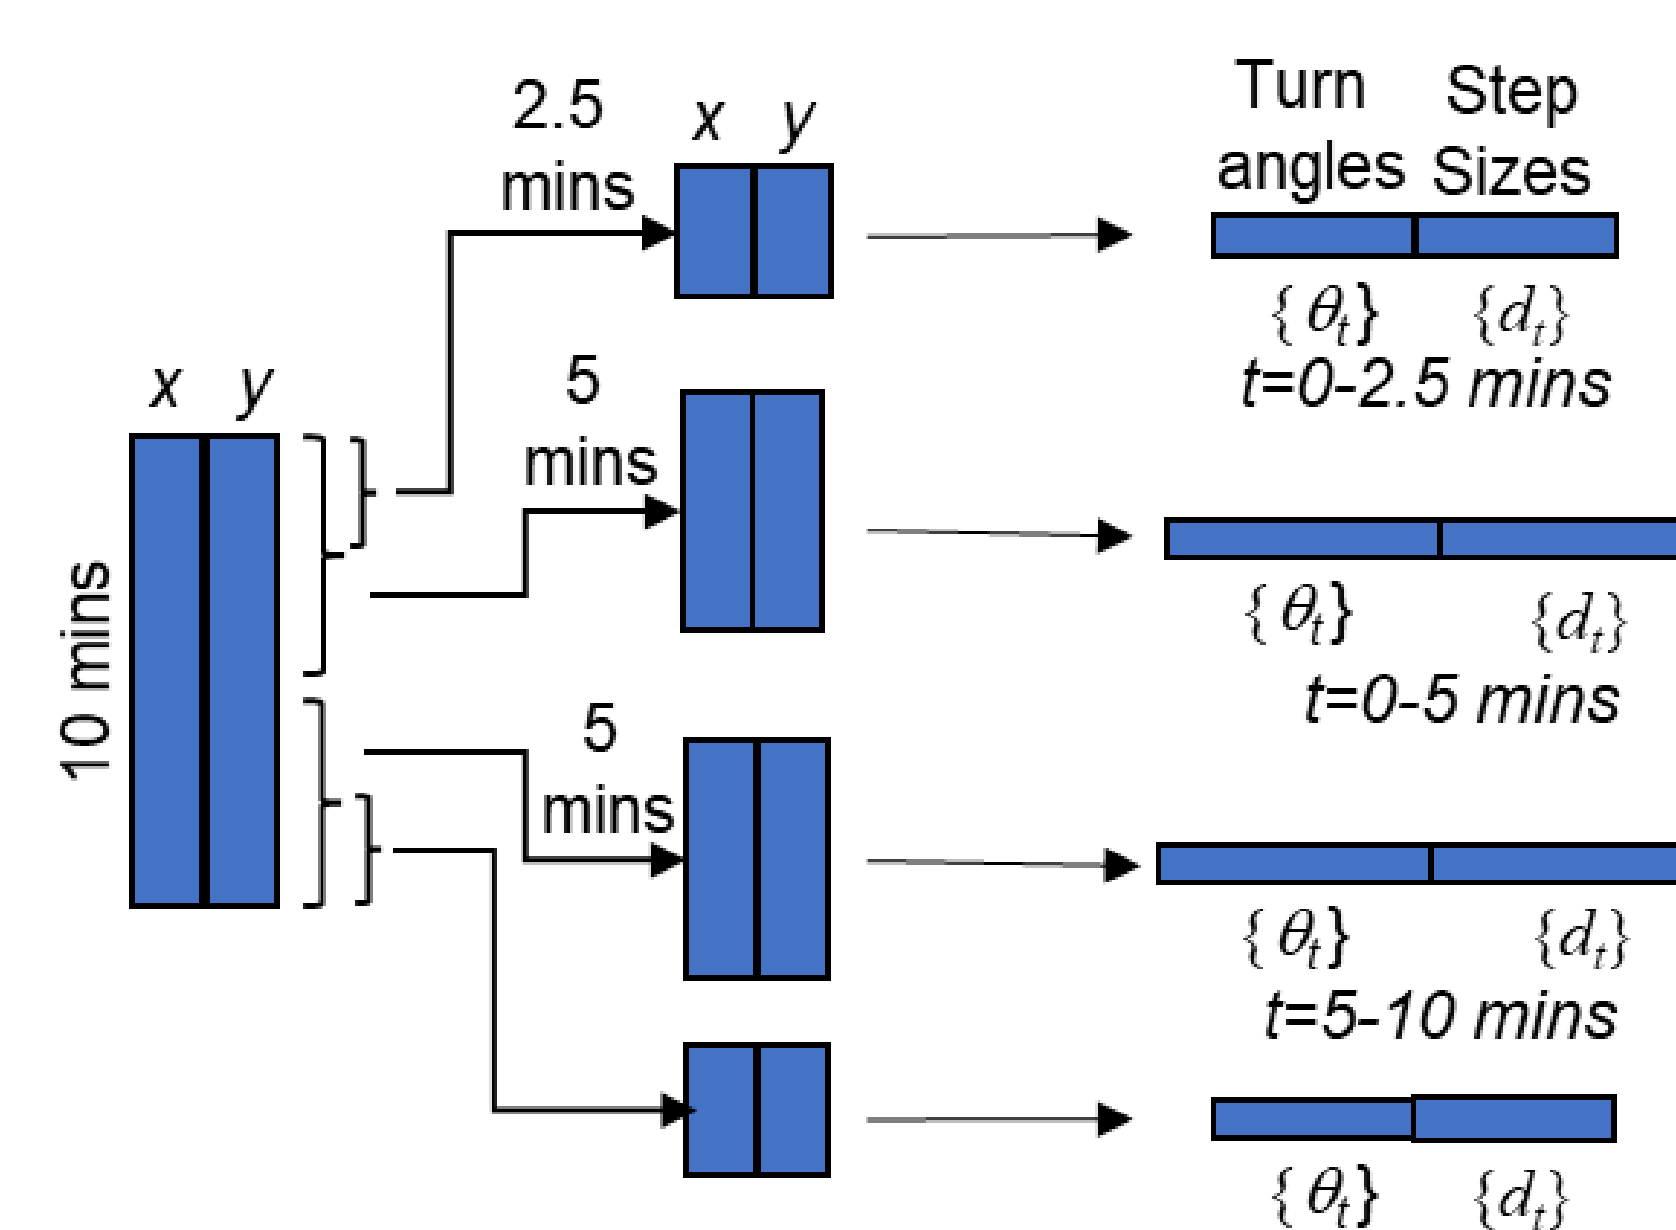 2.5
mins
x y
Turn
angles
Step
Sizes
{θₜ} {dₜ}
t=0-2.5 mins
x y
10 mins
5
mins
{θₜ} {dₜ}
t=0-5 mins
5
mins
{θₜ} {dₜ}
t=5-10 mins
{θₜ} {dₜ}